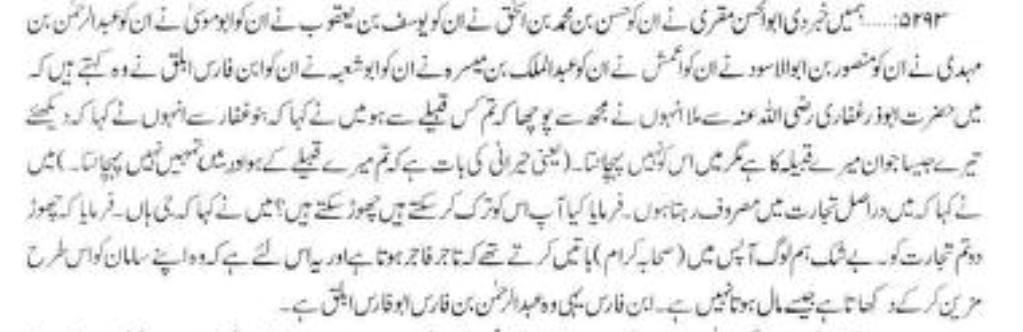 ۵۲۹۳:..... ہمیں خبر دی ابوالحسن مقری نے ان کو حسن بن محمد بن اسحٰق نے ان کو یوسف بن یعقوب نے ان کو ابوموسیٰ نے ان کو عبدالرحمٰن بن
مہدی نے ان کو منصور بن ابوالاسود نے ان کو اعمش نے ان کو عبدالملک بن میسرہ نے ان کو ابوشعبہ نے ان کو ابن فارس ابلق نے وہ کہتے ہیں کہ
میں حضرت ابوذر غفاری رضی اللہ عنہ سے ملا انہوں نے مجھ سے پوچھا کہ تم کس قبیلے سے ہو میں نے کہا کہ بنو غفار سے انہوں نے کہا کہ دیکھئے
تیرے جیسا جوان میرے قبیلہ کا ہے مگر میں اس کو نہیں پہچانتا۔ (یعنی حیرانی کی بات ہے کہ تم میرے قبیلے کے ہو اور میں تمہیں نہیں پہچانتا۔) میں
نے کہا کہ میں دراصل تجارت میں مصروف رہتا ہوں۔ فرمایا کیا آپ اس کو ترک کر سکتے ہیں چھوڑ سکتے ہیں؟ میں نے کہا کہ جی ہاں۔ فرمایا کہ چھوڑ
دو تم تجارت کو۔ بے شک ہم لوگ آپس میں (صحابہ کرام) باتیں کرتے تھے کہ تاجر فاجر ہوتا ہے اور یہ اس لئے ہے کہ وہ اپنے سامان کو اس طرح
مزین کر کے دکھاتا ہے جیسے مال ہوتا نہیں ہے۔ ابن فارس یہی وہ عبدالرحمٰن بن فارس ابو فارس ابلق ہے۔